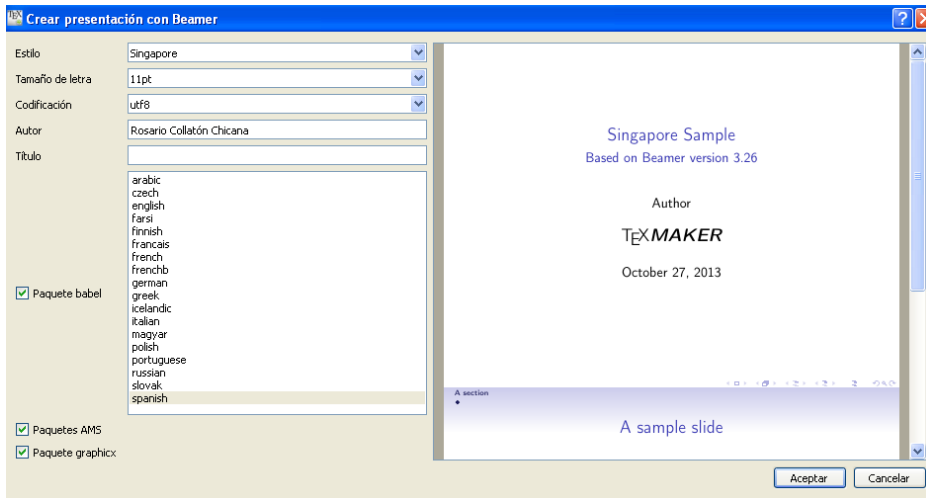 Crear presentación con Beamer
Estilo
Singapore
Tamaño de letra
11pt
Codificación
utf8
Autor
Rosario Collatón Chicana
Título
Paquete babel
arabic
czech
english
farsi
finnish
francais
french
frenchb
german
greek
icelandic
italian
magyar
polish
portuguese
russian
slovak
spanish
Paquetes AMS
Paquete graphicx
Singapore Sample
Based on Beamer version 3.26
Author
TEXMAKER
October 27, 2013
A section
A sample slide
Aceptar
Cancelar